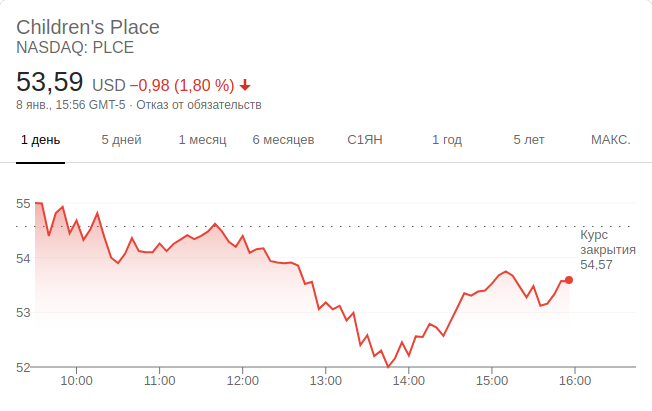 Children's Place
NASDAQ: PLCE
53,59 USD −0,98 (1,80 %)
8 янв., 15:56 GMT-5 · Отказ от обязательств
1 день 5 дней 1 месяц 6 месяцев С1ЯН 1 год 5 лет МАКС.
55
Курс
закрытия
54,57
54
53
52
10:00 11:00 12:00 13:00 14:00 15:00 16:00